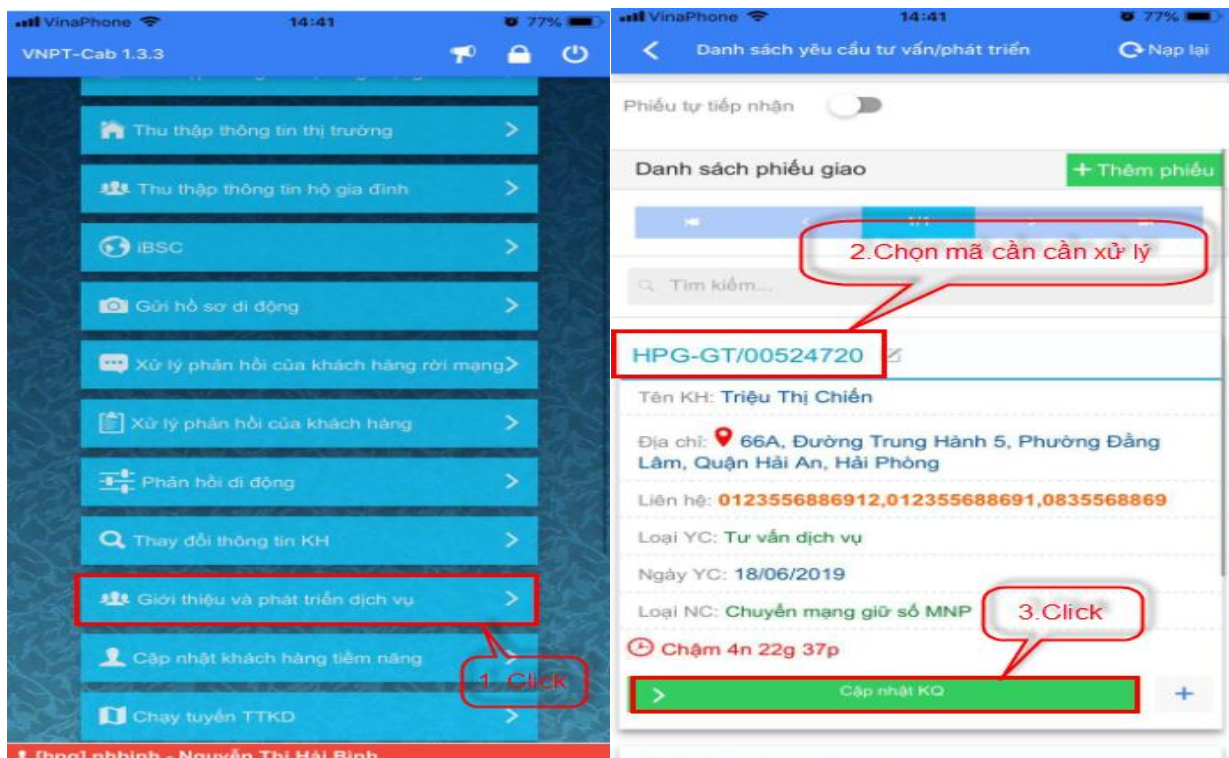 VinaPhone 14:41 77%
VNPT-Cab 1.3.3
Thu thập thông tin thị trường
Thu thập thông tin hộ gia đình
iBSC
Gửi hồ sơ di động
Xử lý phản hồi của khách hàng rời mạng
Xử lý phản hồi của khách hàng
Phản hồi di động
Thay đổi thông tin KH
Giới thiệu và phát triển dịch vụ
Cập nhật khách hàng tiềm năng
1. Click
Chạy tuyến TTKD
[hpg] nhbinh - Nguyễn Thị Hải Bình
VinaPhone 14:41 77%
Danh sách yêu cầu tư vấn/phát triển Nạp lại
Phiếu tự tiếp nhận
Danh sách phiếu giao + Thêm phiếu
1/1
2.Chọn mã cần cần xử lý
Tìm kiếm...
HPG-GT/00524720
Tên KH: Triệu Thị Chiến
Địa chỉ: 66A, Đường Trung Hành 5, Phường Đằng
Lâm, Quận Hải An, Hải Phòng
Liên hệ: 0123556886912,012355688691,0835568869
Loại YC: Tư vấn dịch vụ
Ngày YC: 18/06/2019
Loại NC: Chuyển mạng giữ số MNP
3.Click
Chậm 4n 22g 37p
Cập nhật KQ +